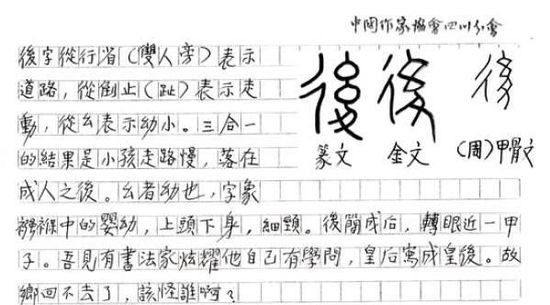 中国作家協會四川分會
後字從行省（雙人旁）表示
道路，從倒止（趾）表示走
動，從幺表示幼小。三合一
的結果是小孩走路慢，落在
成人之後。幺者幼也，字象
襁褓中的嬰幼，上頭下身，細頸。後簡成后，轉眼近一甲
子。吾見有書法家炫耀他自己有學問，皇后寫成皇後。故
鄉回不去了，該怪誰啊？
後 後 後
篆文 金文 （周）甲骨文